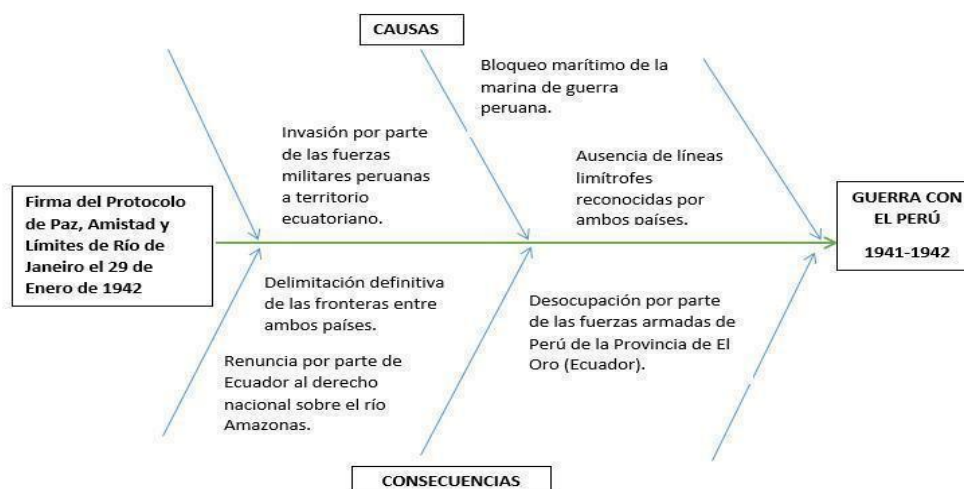 CAUSAS
Bloqueo marítimo de la
marina de guerra
peruana.
Invasión por parte
de las fuerzas
militares peruanas
a territorio
ecuatoriano.
Ausencia de líneas
limítrofes
reconocidas por
ambos países.
Firma del Protocolo
de Paz, Amistad y
Límites de Río de
Janeiro el 29 de
Enero de 1942
GUERRA CON
EL PERÚ
1941-1942
Delimitación definitiva
de las fronteras entre
ambos países.
Renuncia por parte de
Ecuador al derecho
nacional sobre el río
Amazonas.
Desocupación por parte
de las fuerzas armadas de
Perú de la Provincia de El
Oro (Ecuador).
CONSECUENCIAS